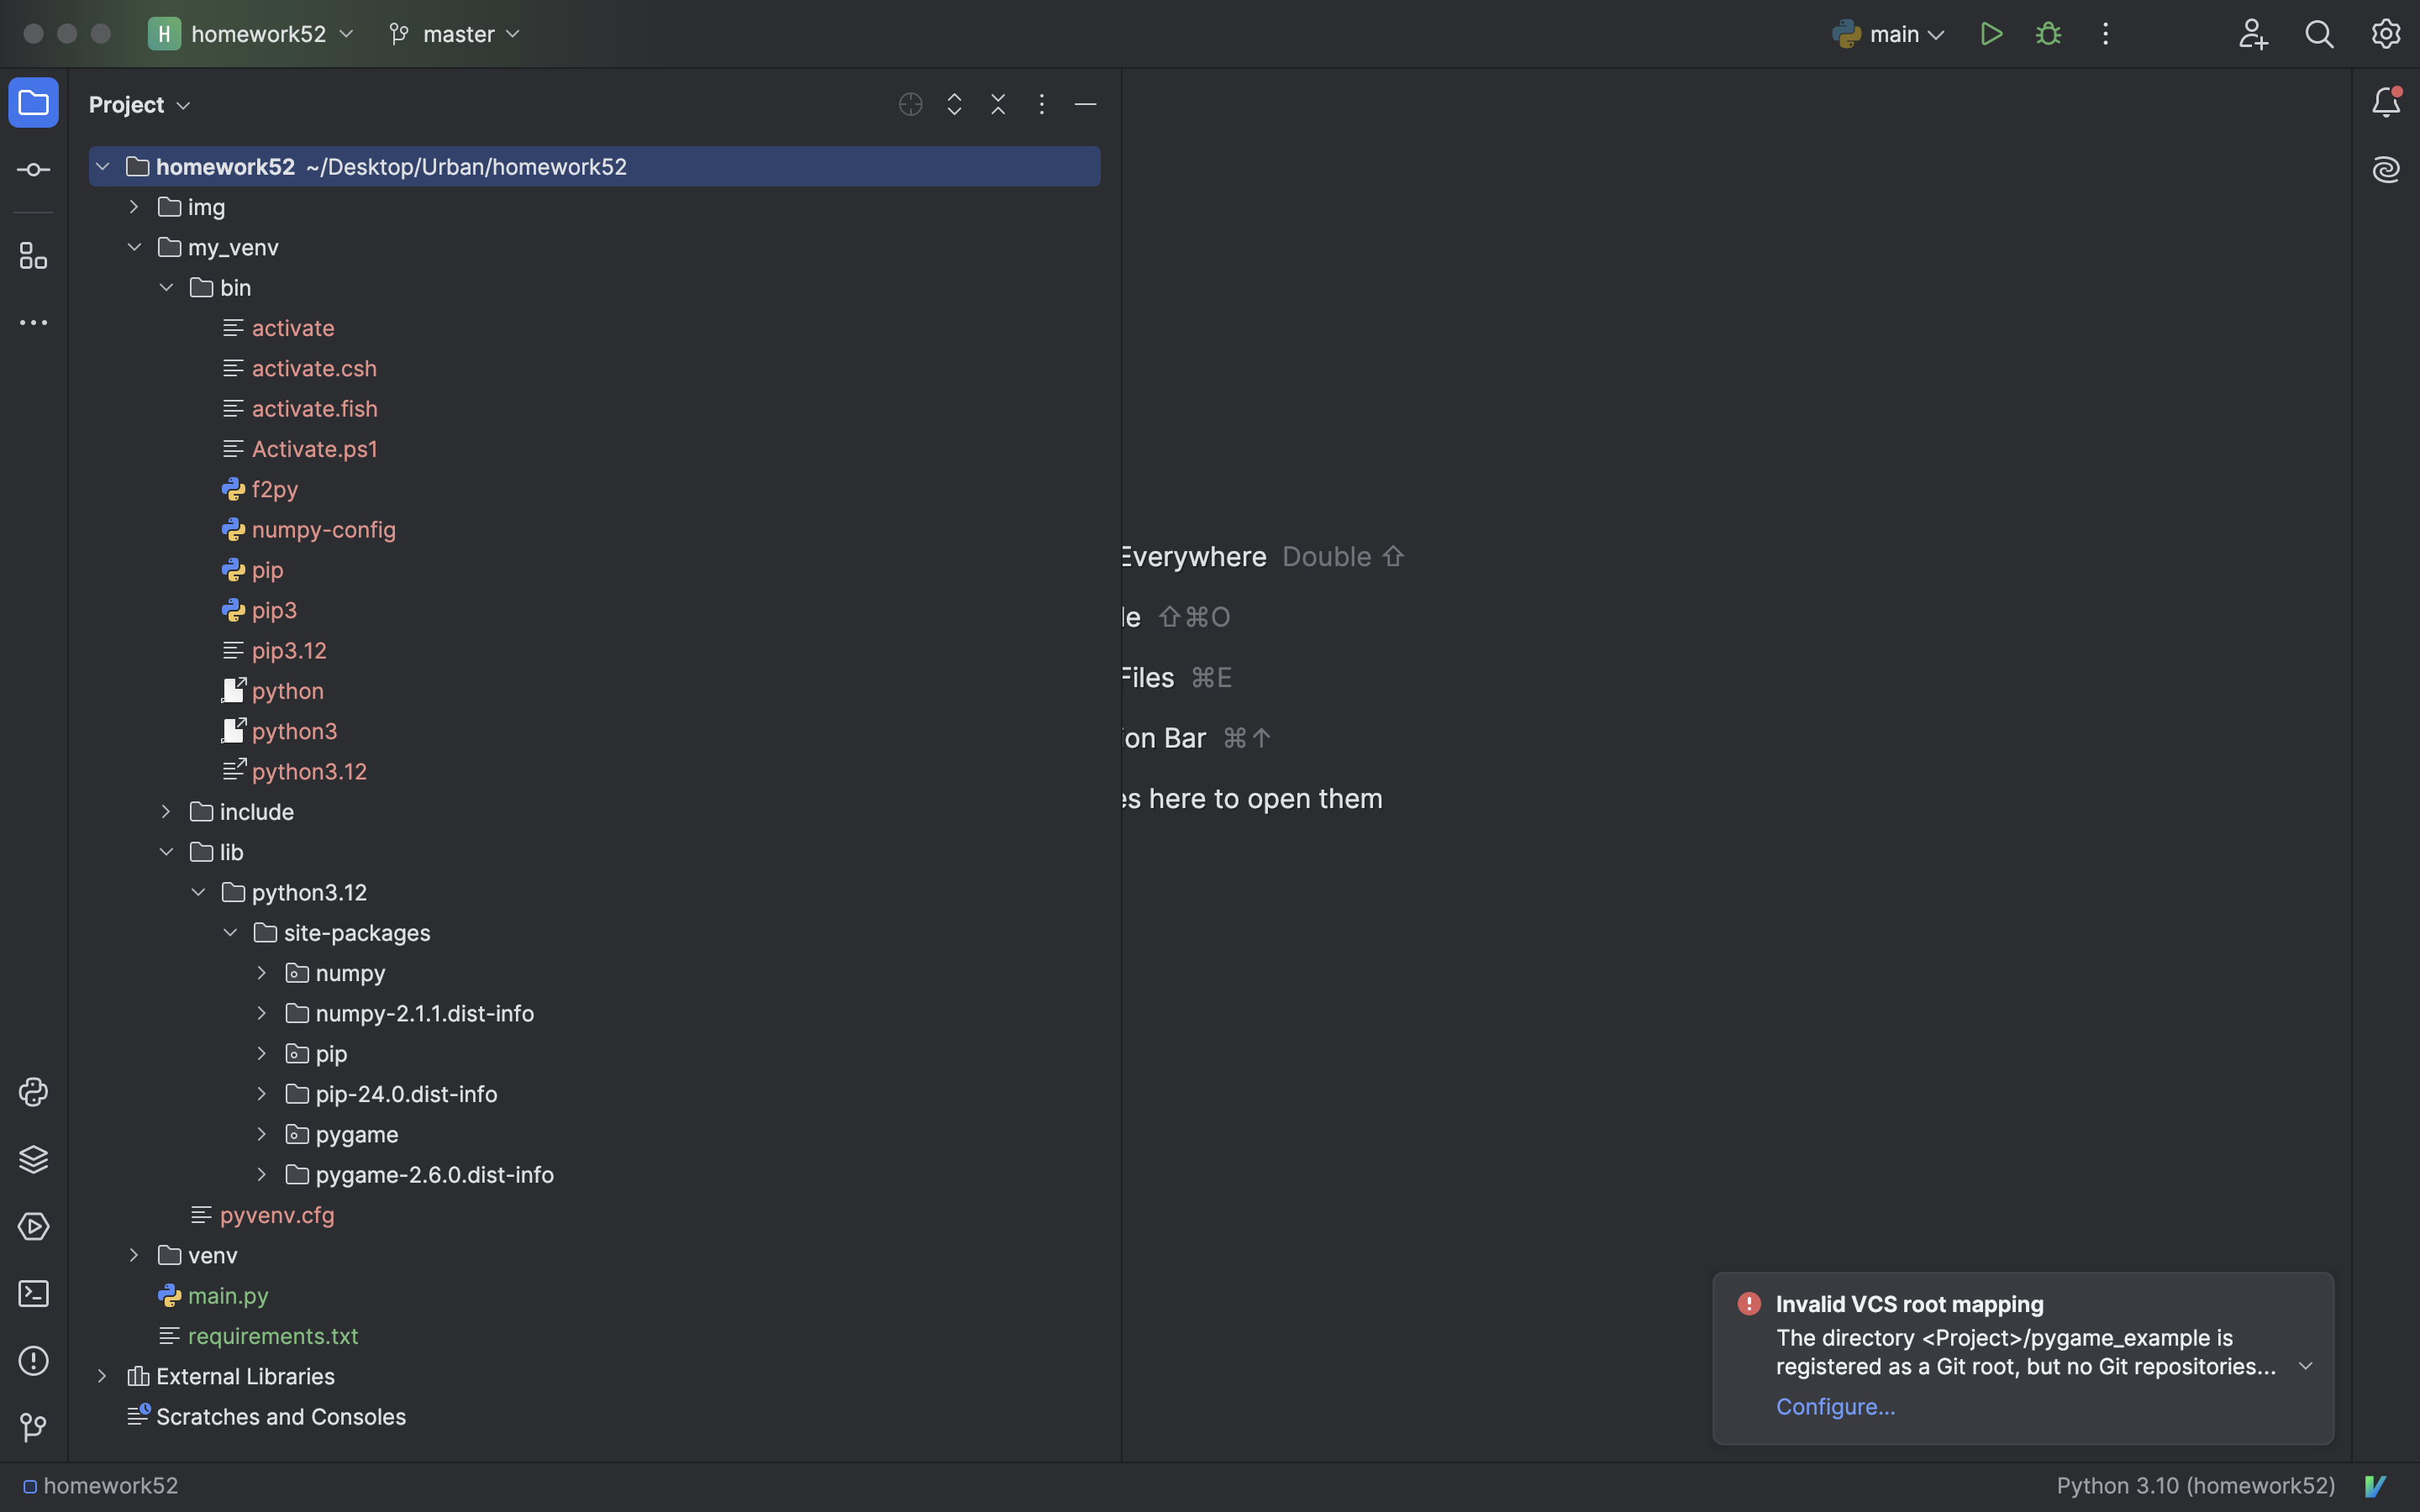 H homework52 master main
Project
homework52 ~/Desktop/Urban/homework52
img
my_venv
bin
activate
activate.csh
activate.fish
Activate.ps1
f2py
numpy-config
pip
pip3
pip3.12
python
python3
python3.12
include
lib
python3.12
site-packages
numpy
numpy-2.1.1.dist-info
pip
pip-24.0.dist-info
pygame
pygame-2.6.0.dist-info
pyvenv.cfg
venv
main.py
requirements.txt
External Libraries
Scratches and Consoles
Everywhere Double ⇧
le ⇧⌘O
Files ⌘E
on Bar ⌘↑
es here to open them
Invalid VCS root mapping
The directory <Project>/pygame_example is
registered as a Git root, but no Git repositories...
Configure...
homework52 Python 3.10 (homework52)